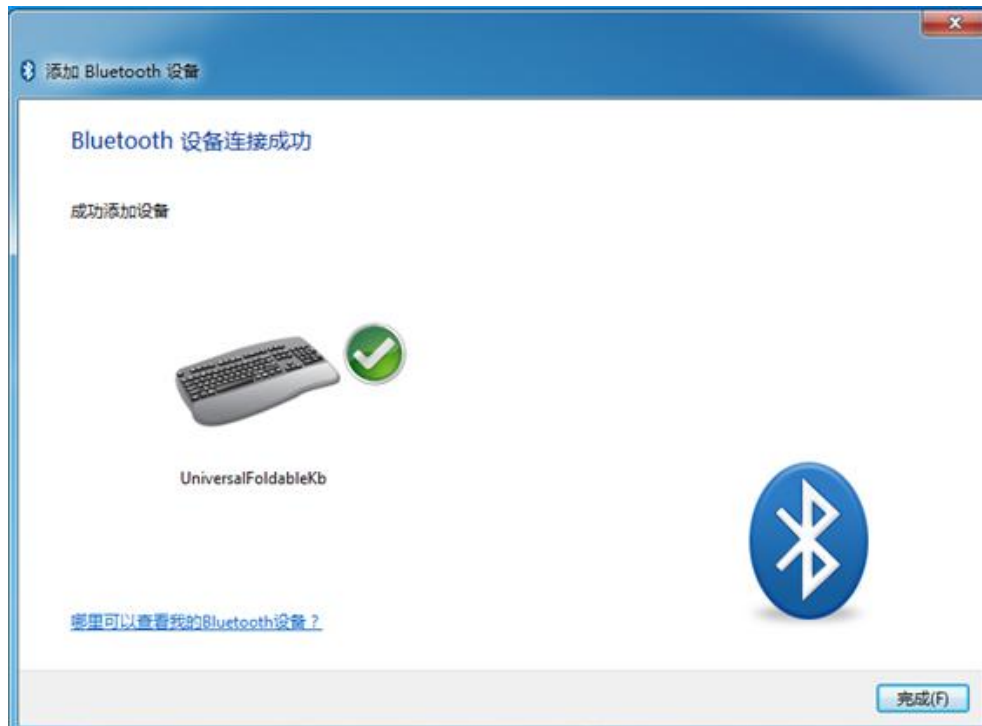 添加 Bluetooth 设备
Bluetooth 设备连接成功
成功添加设备
UniversalFoldableKb
哪里可以查看我的Bluetooth设备？
完成(F)